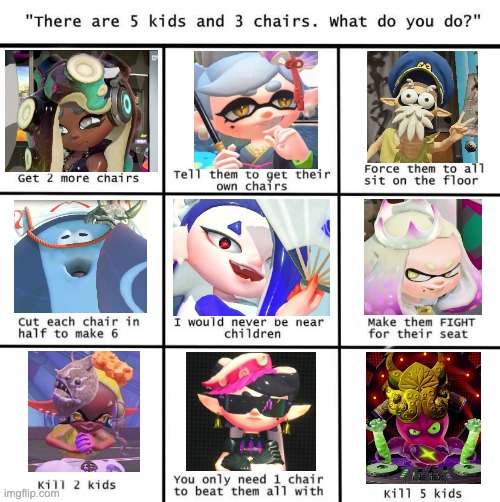 "There are 5 kids and 3 chairs. What do you do?"
Get 2 more chairs
Tell them to get their
own chairs
Force them to all
sit on the floor
Cut each chair in
half to make 6
I would never be near
children
Make them FIGHT
for their seat
Kill 2 kids
You only need 1 chair
to beat them all with
Kill 5 kids
imgflip.com